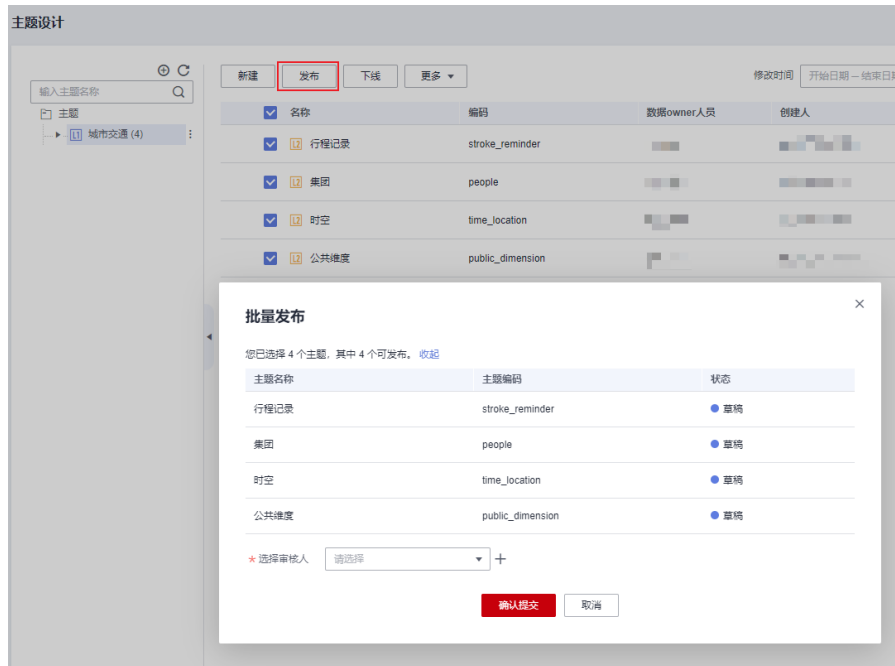 主题设计
新建 发布 下线 更多 修改时间 开始日期 – 结束日期
输入主题名称
主题
L1 城市交通 (4)
名称 编码 数据owner人员 创建人
L2 行程记录 stroke_reminder
L2 集团 people
L2 时空 time_location
L2 公共维度 public_dimension
批量发布
您已选择 4 个主题，其中 4 个可发布。 收起
主题名称 主题编码 状态
行程记录 stroke_reminder 草稿
集团 people 草稿
时空 time_location 草稿
公共维度 public_dimension 草稿
* 选择审核人 请选择
确认提交 取消